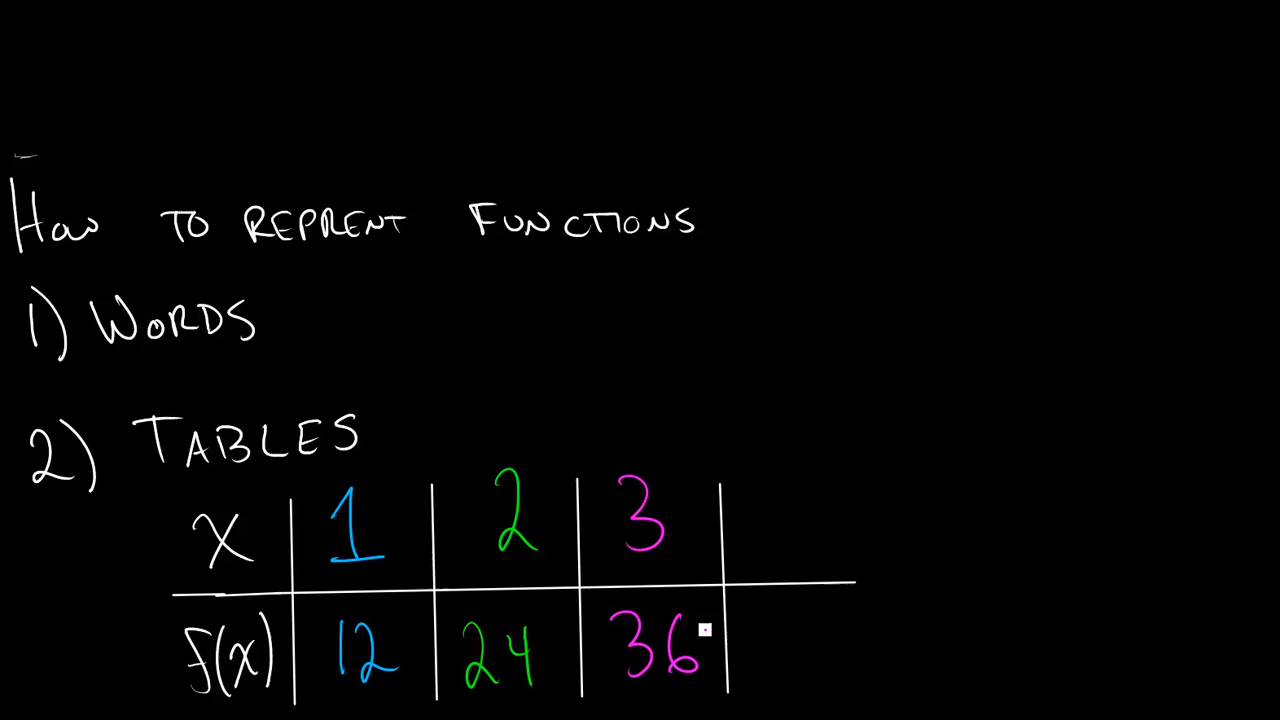 How TO REPRENT FUNCTIONS
1) WORDS
2) TABLES
x 1 2 3
f(x) 12 24 36